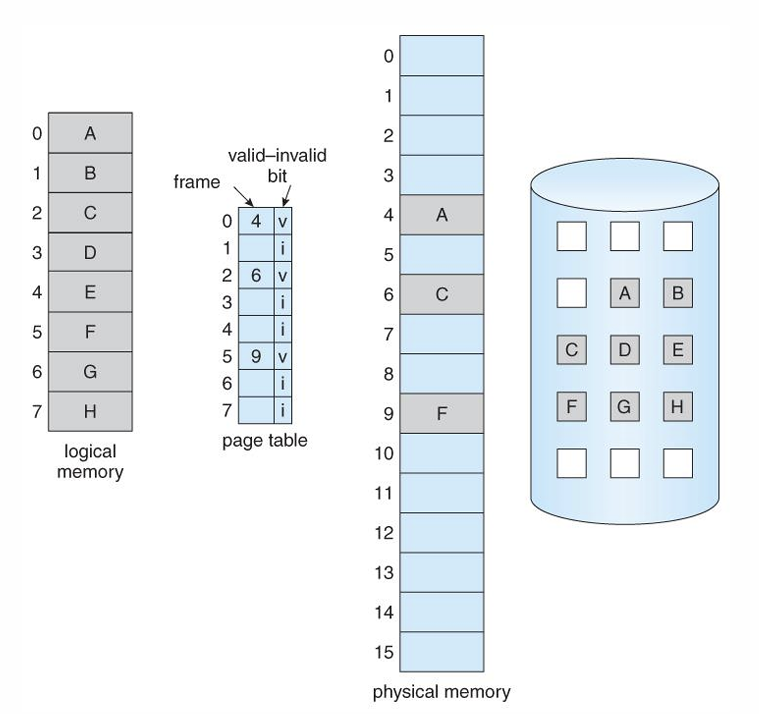 0 A
1 B
2 C
3 D
4 E
5 F
6 G
7 H
logical
memory
valid–invalid
bit
frame
0 4 v
1 i
2 6 v
3 i
4 i
5 9 v
6 i
7 i
page table
0
1
2
3
4 A
5
6 C
7
8
9 F
10
11
12
13
14
15
physical memory
A B
C D E
F G H